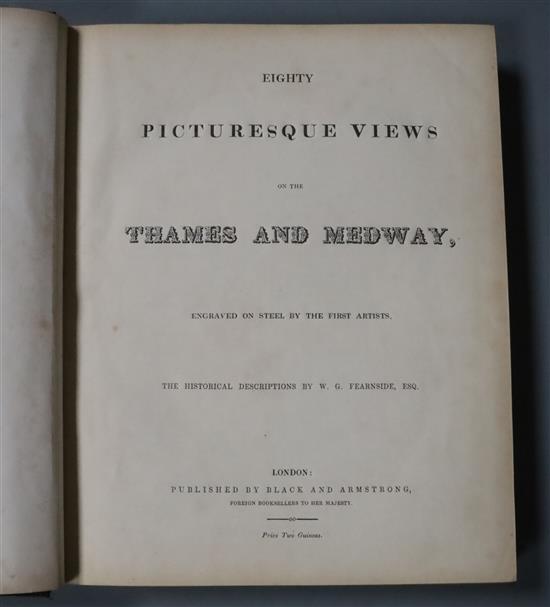 EIGHTY
PICTURESQUE VIEWS
ON THE
THAMES AND MEDWAY,
ENGRAVED ON STEEL BY THE FIRST ARTISTS.
THE HISTORICAL DESCRIPTIONS BY W. G. FEARNSIDE, ESQ.
LONDON:
PUBLISHED BY BLACK AND ARMSTRONG,
FOREIGN BOOKSELLERS TO HER MAJESTY.
Price Two Guineas.